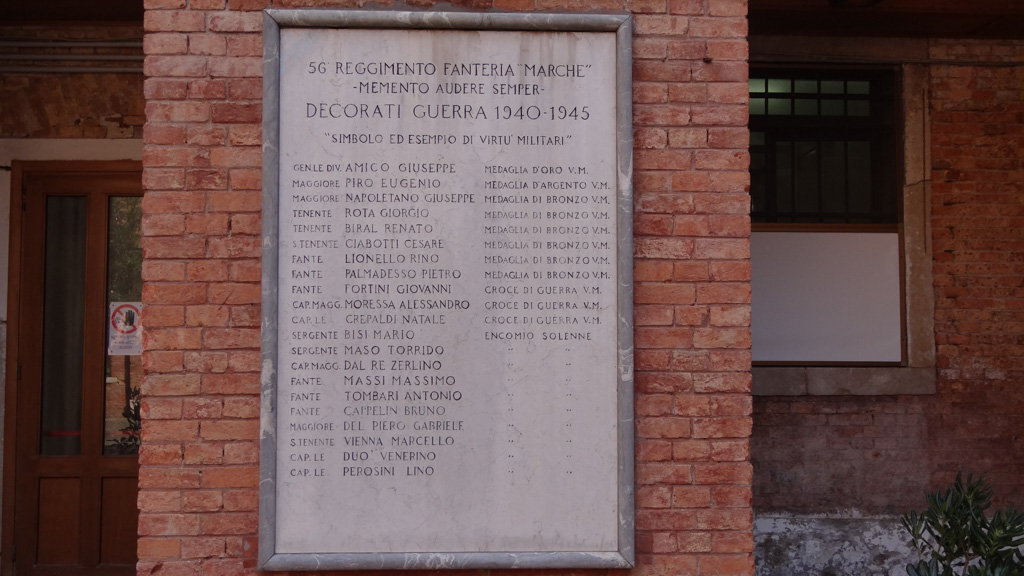 56° REGGIMENTO FANTERIA "MARCHE"
-MEMENTO AUDERE SEMPER-
DECORATI GUERRA 1940-1945
"SIMBOLO ED ESEMPIO DI VIRTU' MILITARI"
GEN.LE DIV. AMICO GIUSEPPE MEDAGLIA D'ORO V.M.
MAGGIORE PIRO EUGENIO MEDAGLIA D'ARGENTO V.M.
MAGGIORE NAPOLETANO GIUSEPPE MEDAGLIA DI BRONZO V.M.
TENENTE ROTA GIORGIO MEDAGLIA DI BRONZO V.M.
TENENTE BIRAL RENATO MEDAGLIA DI BRONZO V.M.
S.TENENTE CIABOTTI CESARE MEDAGLIA DI BRONZO V.M.
FANTE LIONELLO RINO MEDAGLIA DI BRONZO V.M.
FANTE PALMADESSO PIETRO MEDAGLIA DI BRONZO V.M.
FANTE FORTINI GIOVANNI CROCE DI GUERRA V.M.
CAP.MAGG. MORESSA ALESSANDRO CROCE DI GUERRA V.M.
CAP.LE CREPALDI NATALE CROCE DI GUERRA V.M.
SERGENTE BISI MARIO ENCOMIO SOLENNE
SERGENTE MASO TORRIDO " "
CAP.MAGG. DAL RE ZERLINO " "
FANTE MASSI MASSIMO " "
FANTE TOMBARI ANTONIO " "
FANTE CAPPELIN BRUNO " "
MAGGIORE DEL PIERO GABRIELE " "
S.TENENTE VIENNA MARCELLO " "
CAP.LE DUO' VENERINO " "
CAP.LE PEROSINI LINO " "